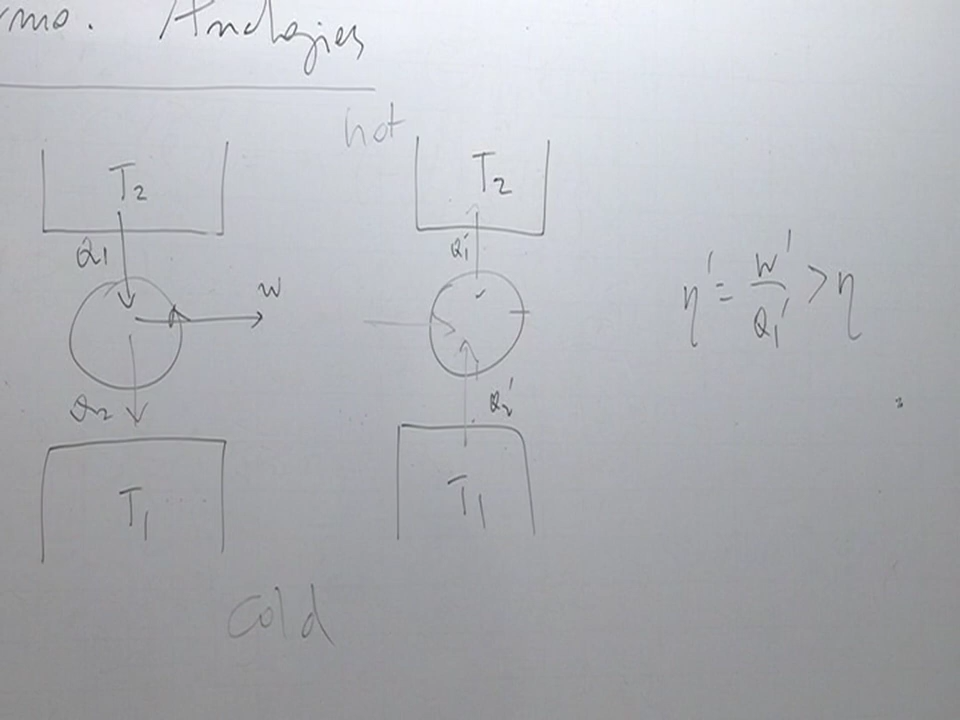 rmo. Analogies
hot
T₂ T₂
Q₁ Q₁'
W
η' = W'/Q₁' > η
Q₂ Q₂'
T₁ T₁
cold